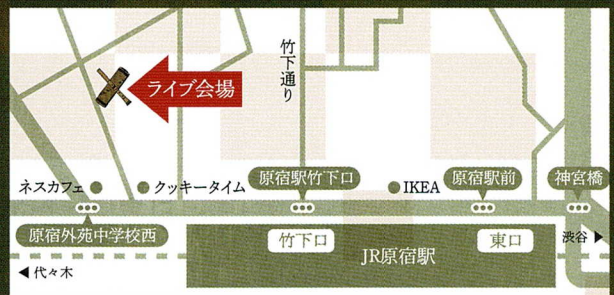 竹下通り
ライブ会場
ネスカフェ
クッキータイム
原宿駅竹下口
IKEA
原宿駅前
神宮橋
原宿外苑中学校西
竹下口
JR原宿駅
東口
渋谷 ▶
◀ 代々木